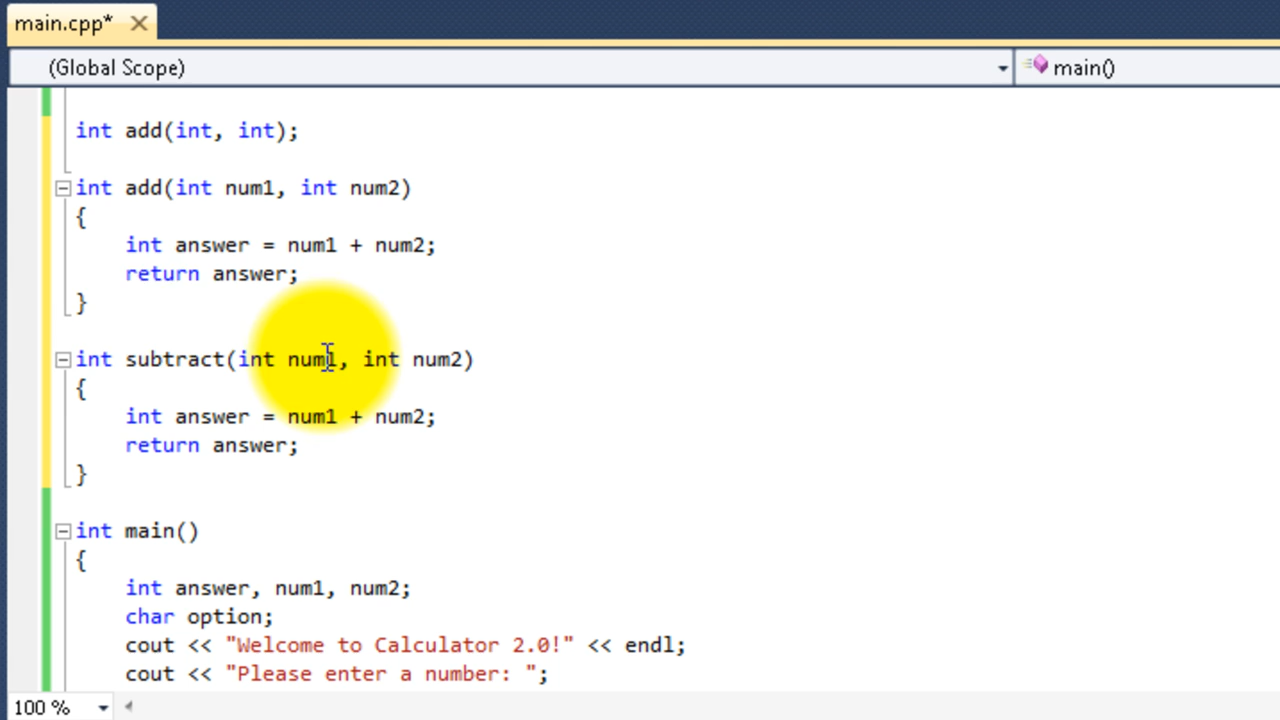 main.cpp*
(Global Scope) main()
int add(int, int);
int add(int num1, int num2)
{
int answer = num1 + num2;
return answer;
}
int subtract(int num1, int num2)
{
int answer = num1 + num2;
return answer;
}
int main()
{
int answer, num1, num2;
char option;
cout << "Welcome to Calculator 2.0!" << endl;
cout << "Please enter a number: ";
100 %